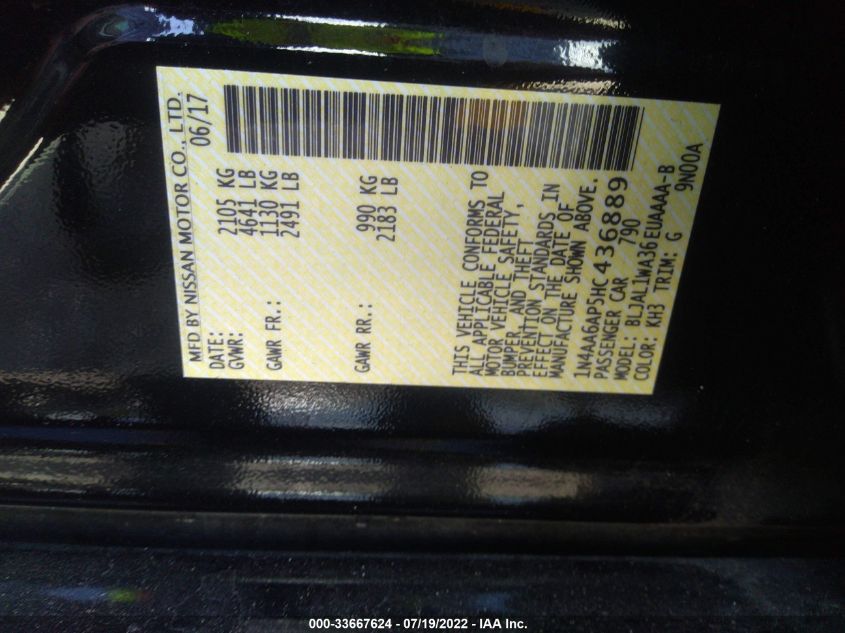 MFD BY NISSAN MOTOR CO., LTD.
DATE: 06/17
GVWR: 2105 KG
4641 LB
GAWR FR.: 1130 KG
2491 LB
GAWR RR.: 990 KG
2183 LB
THIS VEHICLE CONFORMS TO
ALL APPLICABLE FEDERAL
MOTOR VEHICLE SAFETY,
BUMPER, AND THEFT
PREVENTION STANDARDS IN
EFFECT ON THE DATE OF
MANUFACTURE SHOWN ABOVE.
1N4AA6AP5HC436889
PASSENGER CAR 790
MODEL: BLJAL1WA36EUAAAA-B
COLOR: KH3 TRIM: G 9N00A
000-33667624 - 07/19/2022 - IAA Inc.